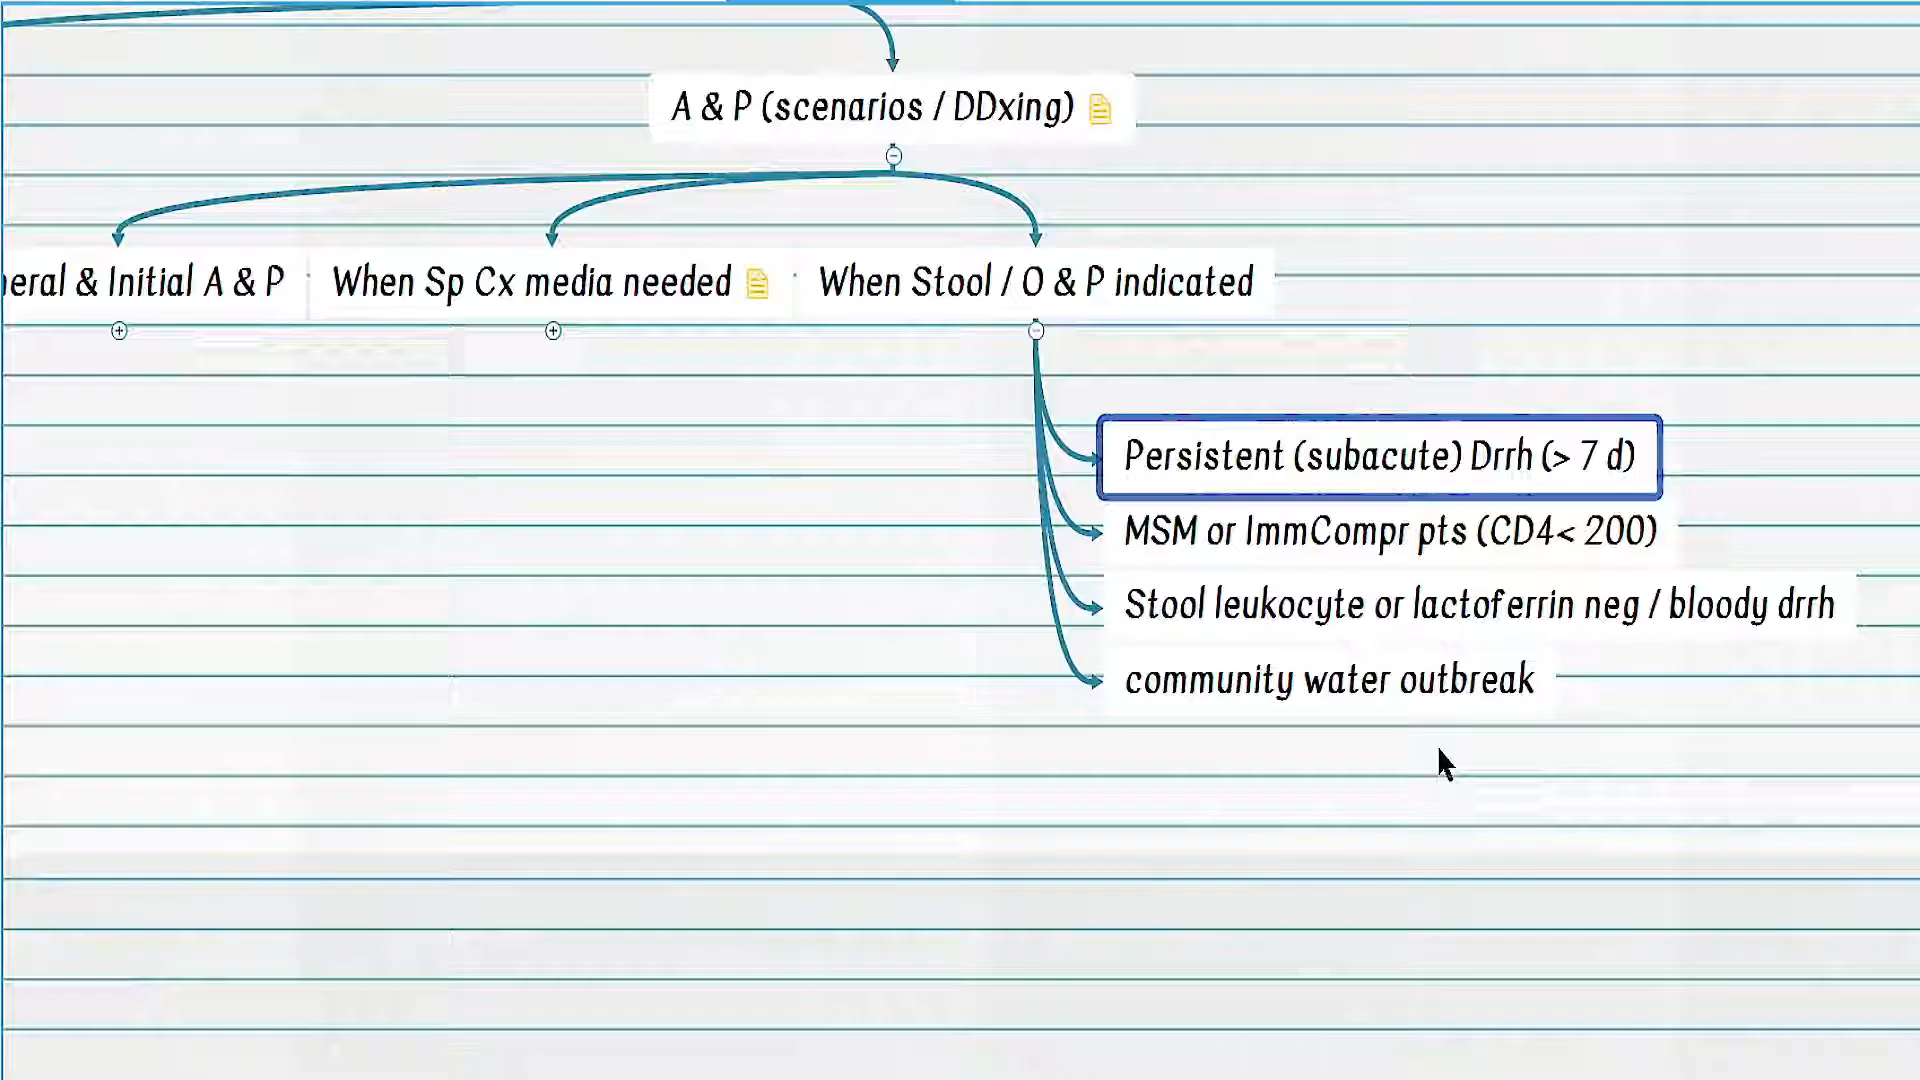 A & P (scenarios / DDxing)
neral & Initial A & P
When Sp Cx media needed
When Stool / O & P indicated
Persistent (subacute) Drrh (> 7 d)
MSM or ImmCompr pts (CD4< 200)
Stool leukocyte or lactoferrin neg / bloody drrh
community water outbreak